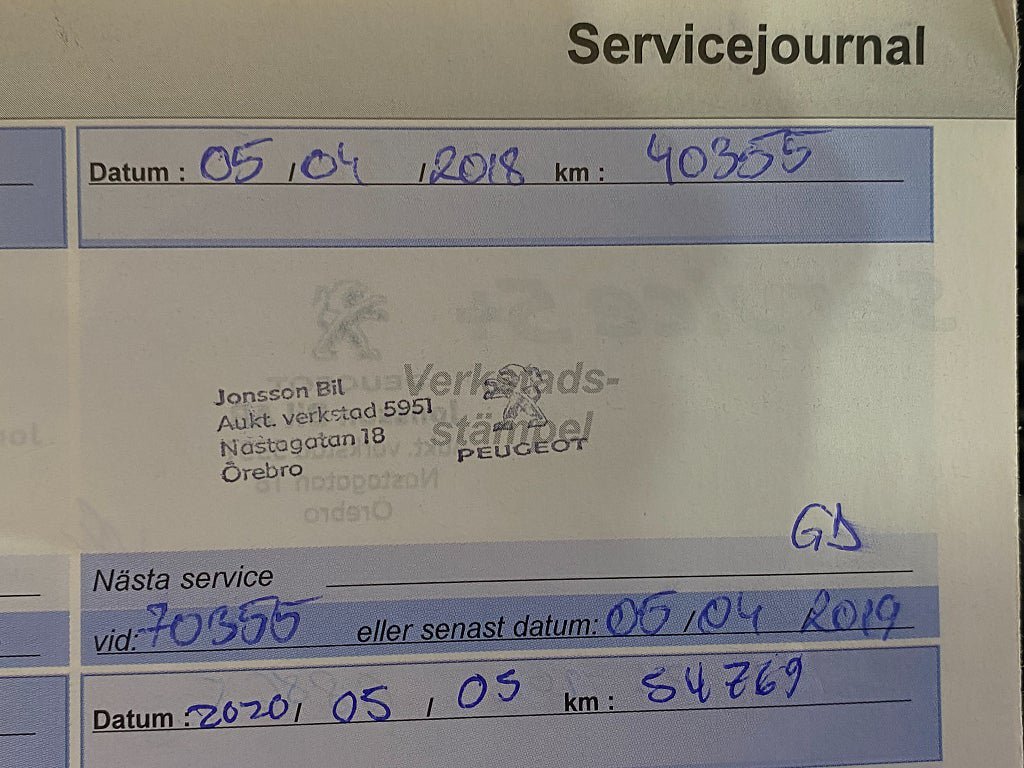 Servicejournal
Datum : 05 / 04 / 2018 km : 40355
Verkstads-
stämpel
Jonsson Bil
Aukt. verkstad 5951
Nastagatan 18
Örebro
PEUGEOT
GD
Nästa service
vid: 70355 eller senast datum: 05 / 04 2019
Datum : 2020 / 05 / 05 km : 54769